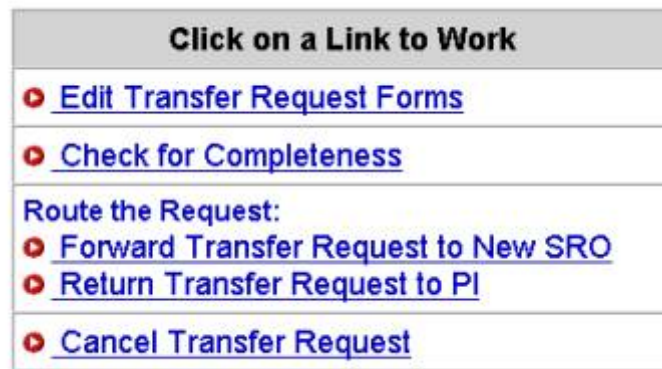 Click on a Link to Work
Edit Transfer Request Forms
Check for Completeness
Route the Request:
Forward Transfer Request to New SRO
Return Transfer Request to PI
Cancel Transfer Request